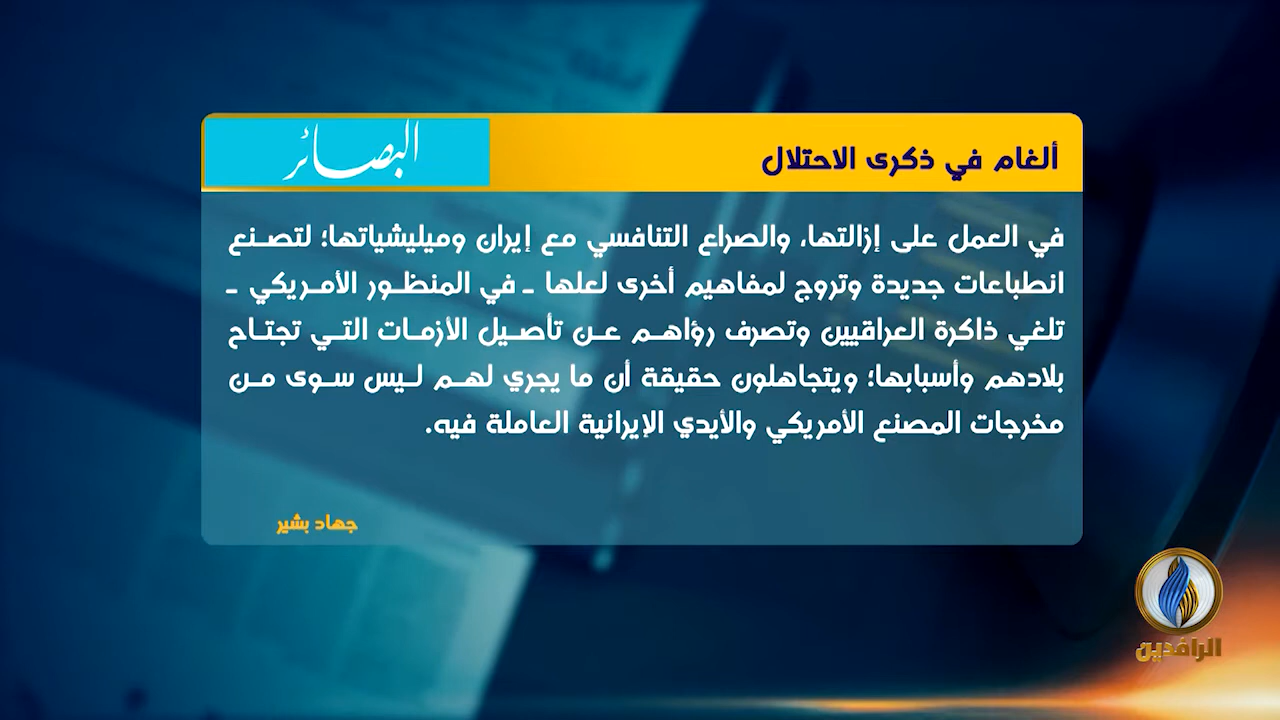 ألغام في ذكرى الاحتلال
البصائر
في العمل على إزالتها، والصراع التنافسي مع إيران وميليشياتها؛ لتصنع
انطباعات جديدة وتروج لمفاهيم أخرى لعلها ـ في المنظور الأمريكي ـ
تلغي ذاكرة العراقيين وتصرف رؤاهم عن تأصيل الأزمات التي تجتاح
بلادهم وأسبابها؛ ويتجاهلون حقيقة أن ما يجري لهم ليس سوى من
مخرجات المصنع الأمريكي والأيدي الإيرانية العاملة فيه.
جهاد بشير
الرافدين